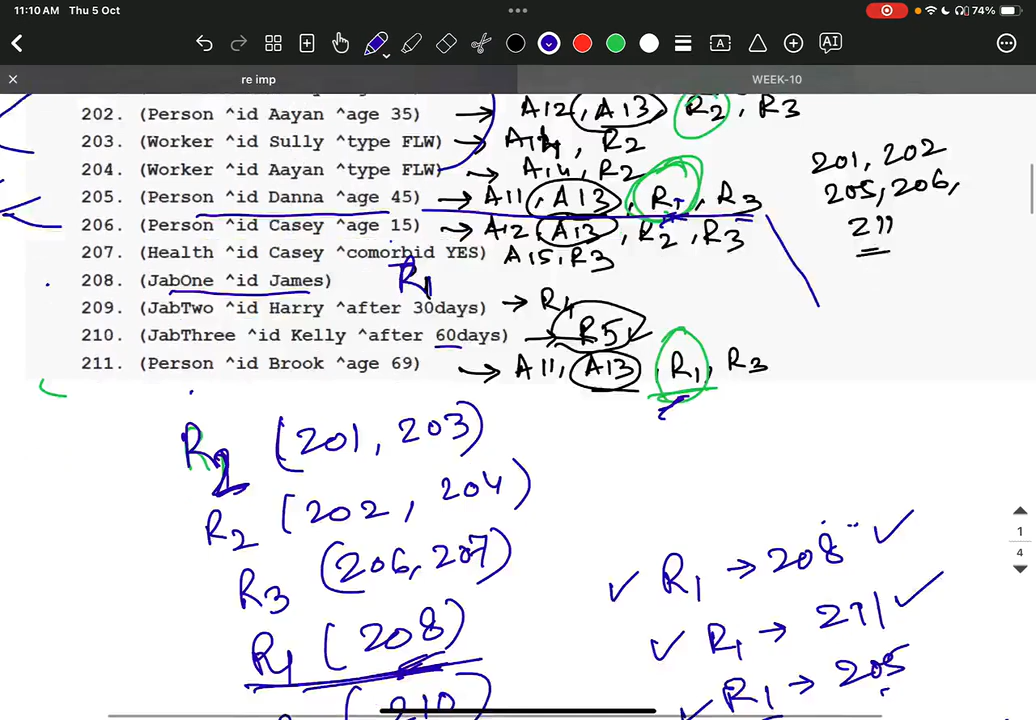 11:10 AM Thu 5 Oct
74%
re imp
WEEK-10
202. (Person ^id Aayan ^age 35) → A12, A13, R2, R3
203. (Worker ^id Sully ^type FLW) → A14, R2
204. (Worker ^id Aayan ^type FLW) → A14, R2
205. (Person ^id Danna ^age 45) → A11, A13, R1, R3
206. (Person ^id Casey ^age 15) → A12, A13, R2, R3
207. (Health ^id Casey ^comorbid YES) A15, R3
208. (JabOne ^id James) R1
209. (JabTwo ^id Harry ^after 30days) → R4
210. (JabThree ^id Kelly ^after 60days) → R5
211. (Person ^id Brook ^age 69) → A11, A13, R1, R3
201, 202
205, 206,
211
(201, 203)
R2 (202, 204)
R3 (206, 207)
R1 → 208
R1 (208)
R1 → 211
R1 → 205
(210)
1
4